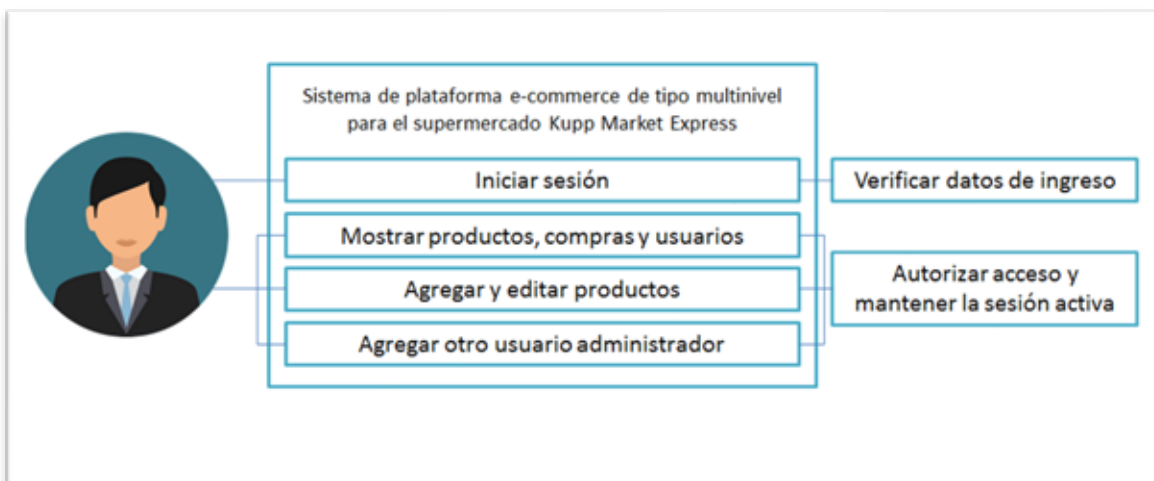 Sistema de plataforma e-commerce de tipo multinivel
para el supermercado Kupp Market Express
Iniciar sesión
Verificar datos de ingreso
Mostrar productos, compras y usuarios
Agregar y editar productos
Autorizar acceso y
mantener la sesión activa
Agregar otro usuario administrador